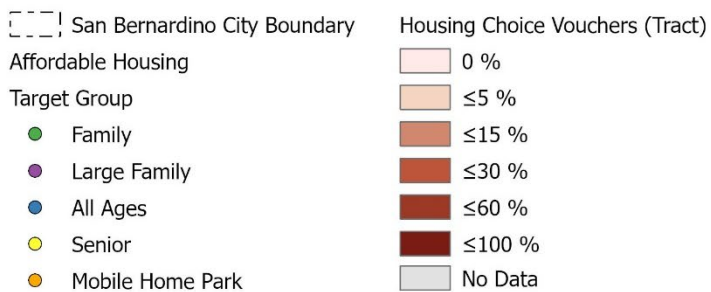 San Bernardino City Boundary
Affordable Housing
Target Group
Family
Large Family
All Ages
Senior
Mobile Home Park
Housing Choice Vouchers (Tract)
0 %
≤5 %
≤15 %
≤30 %
≤60 %
≤100 %
No Data